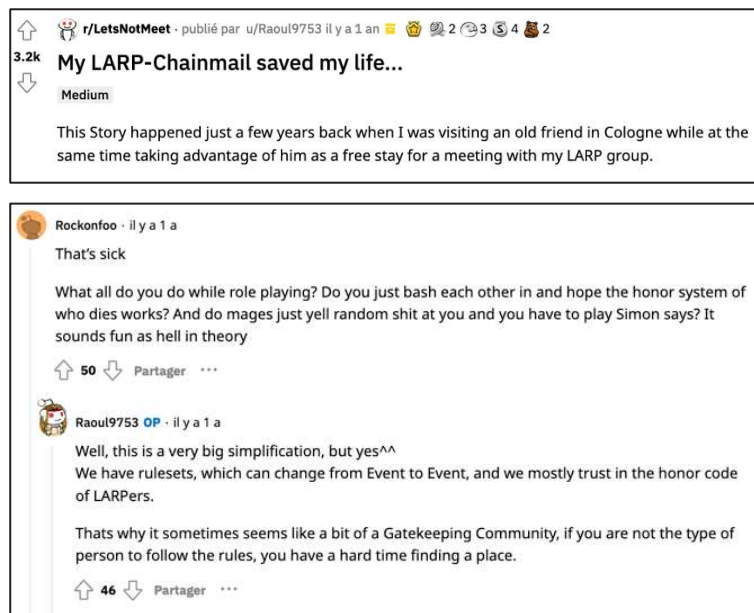 r/LetsNotMeet · publié par u/Raoul9753 il y a 1 an 2 3 4 2
3.2k
My LARP-Chainmail saved my life...
Medium
This Story happened just a few years back when I was visiting an old friend in Cologne while at the
same time taking advantage of him as a free stay for a meeting with my LARP group.
Rockonfoo · il y a 1 a
That's sick
What all do you do while role playing? Do you just bash each other in and hope the honor system of
who dies works? And do mages just yell random shit at you and you have to play Simon says? It
sounds fun as hell in theory
50 Partager ···
Raoul9753 OP · il y a 1 a
Well, this is a very big simplification, but yes^^
We have rulesets, which can change from Event to Event, and we mostly trust in the honor code
of LARPers.
Thats why it sometimes seems like a bit of a Gatekeeping Community, if you are not the type of
person to follow the rules, you have a hard time finding a place.
46 Partager ···